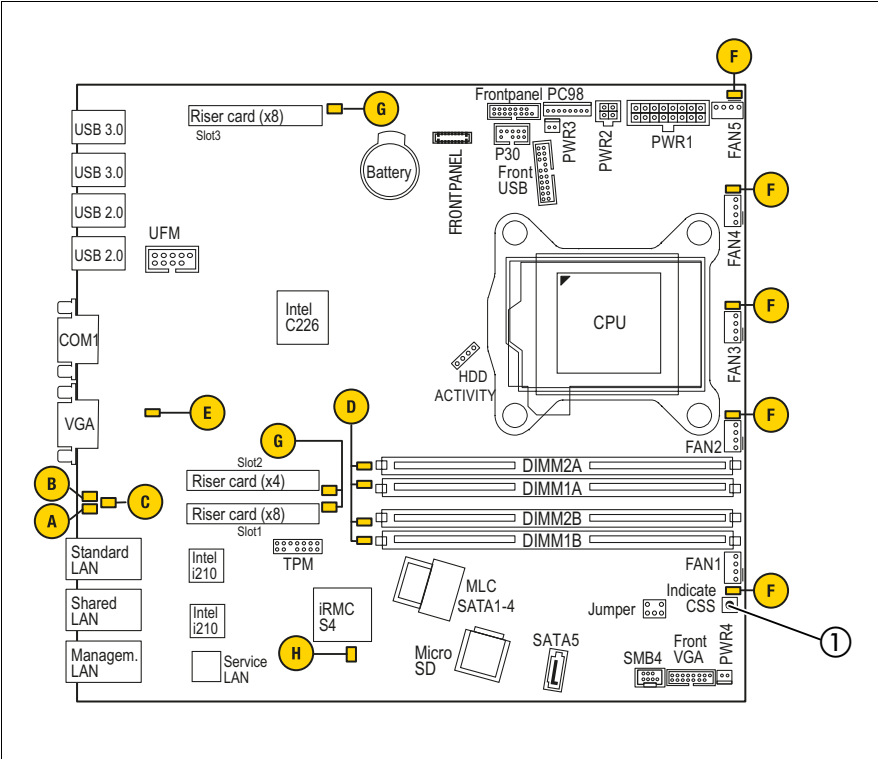 F
Frontpanel PC98
Riser card (x8)
Slot3
G
USB 3.0
P30
PWR3
PWR2
PWR1
FAN5
USB 3.0
Battery
FRONTPANEL
Front
USB
F
USB 2.0
UFM
FAN4
USB 2.0
Intel
C226
CPU
F
COM1
FAN3
HDD
ACTIVITY
D
E
F
VGA
G
FAN2
Slot2
DIMM2A
B
Riser card (x4)
DIMM1A
C
A
Riser card (x8)
Slot1
DIMM2B
DIMM1B
Standard
LAN
Intel
i210
TPM
FAN1
MLC
SATA1-4
Indicate
CSS
F
Shared
LAN
Intel
i210
iRMC
S4
Jumper
1
Managem.
LAN
Service
LAN
H
Micro
SD
SATA5
SMB4
Front
VGA
PWR4